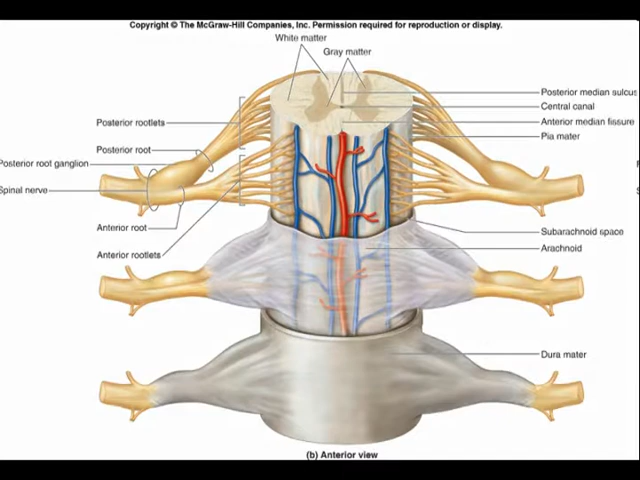 Copyright © The McGraw-Hill Companies, Inc. Permission required for reproduction or display.
White matter
Gray matter
Posterior median sulcus
Central canal
Anterior median fissure
Pia mater
Posterior rootlets
Posterior root
Posterior root ganglion
Spinal nerve
Anterior root
Anterior rootlets
Subarachnoid space
Arachnoid
Dura mater
(b) Anterior view